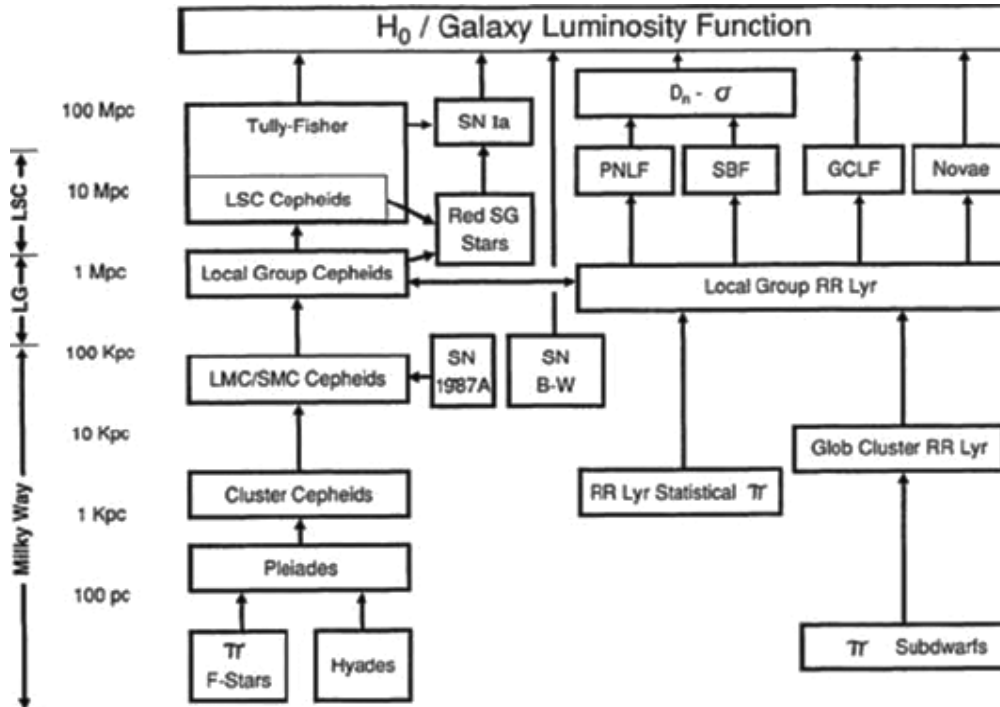 H₀ / Galaxy Luminosity Function
100 Mpc
Tully-Fisher
SN Ia
Dₙ - σ
PNLF
SBF
GCLF
Novae
10 Mpc
LSC Cepheids
Red SG
Stars
LSC
1 Mpc
Local Group Cepheids
Local Group RR Lyr
LG
100 Kpc
LMC/SMC Cepheids
SN
1987A
SN
B-W
10 Kpc
Glob Cluster RR Lyr
Cluster Cepheids
RR Lyr Statistical π
1 Kpc
Milky Way
Pleiades
100 pc
π
F-Stars
Hyades
π Subdwarfs